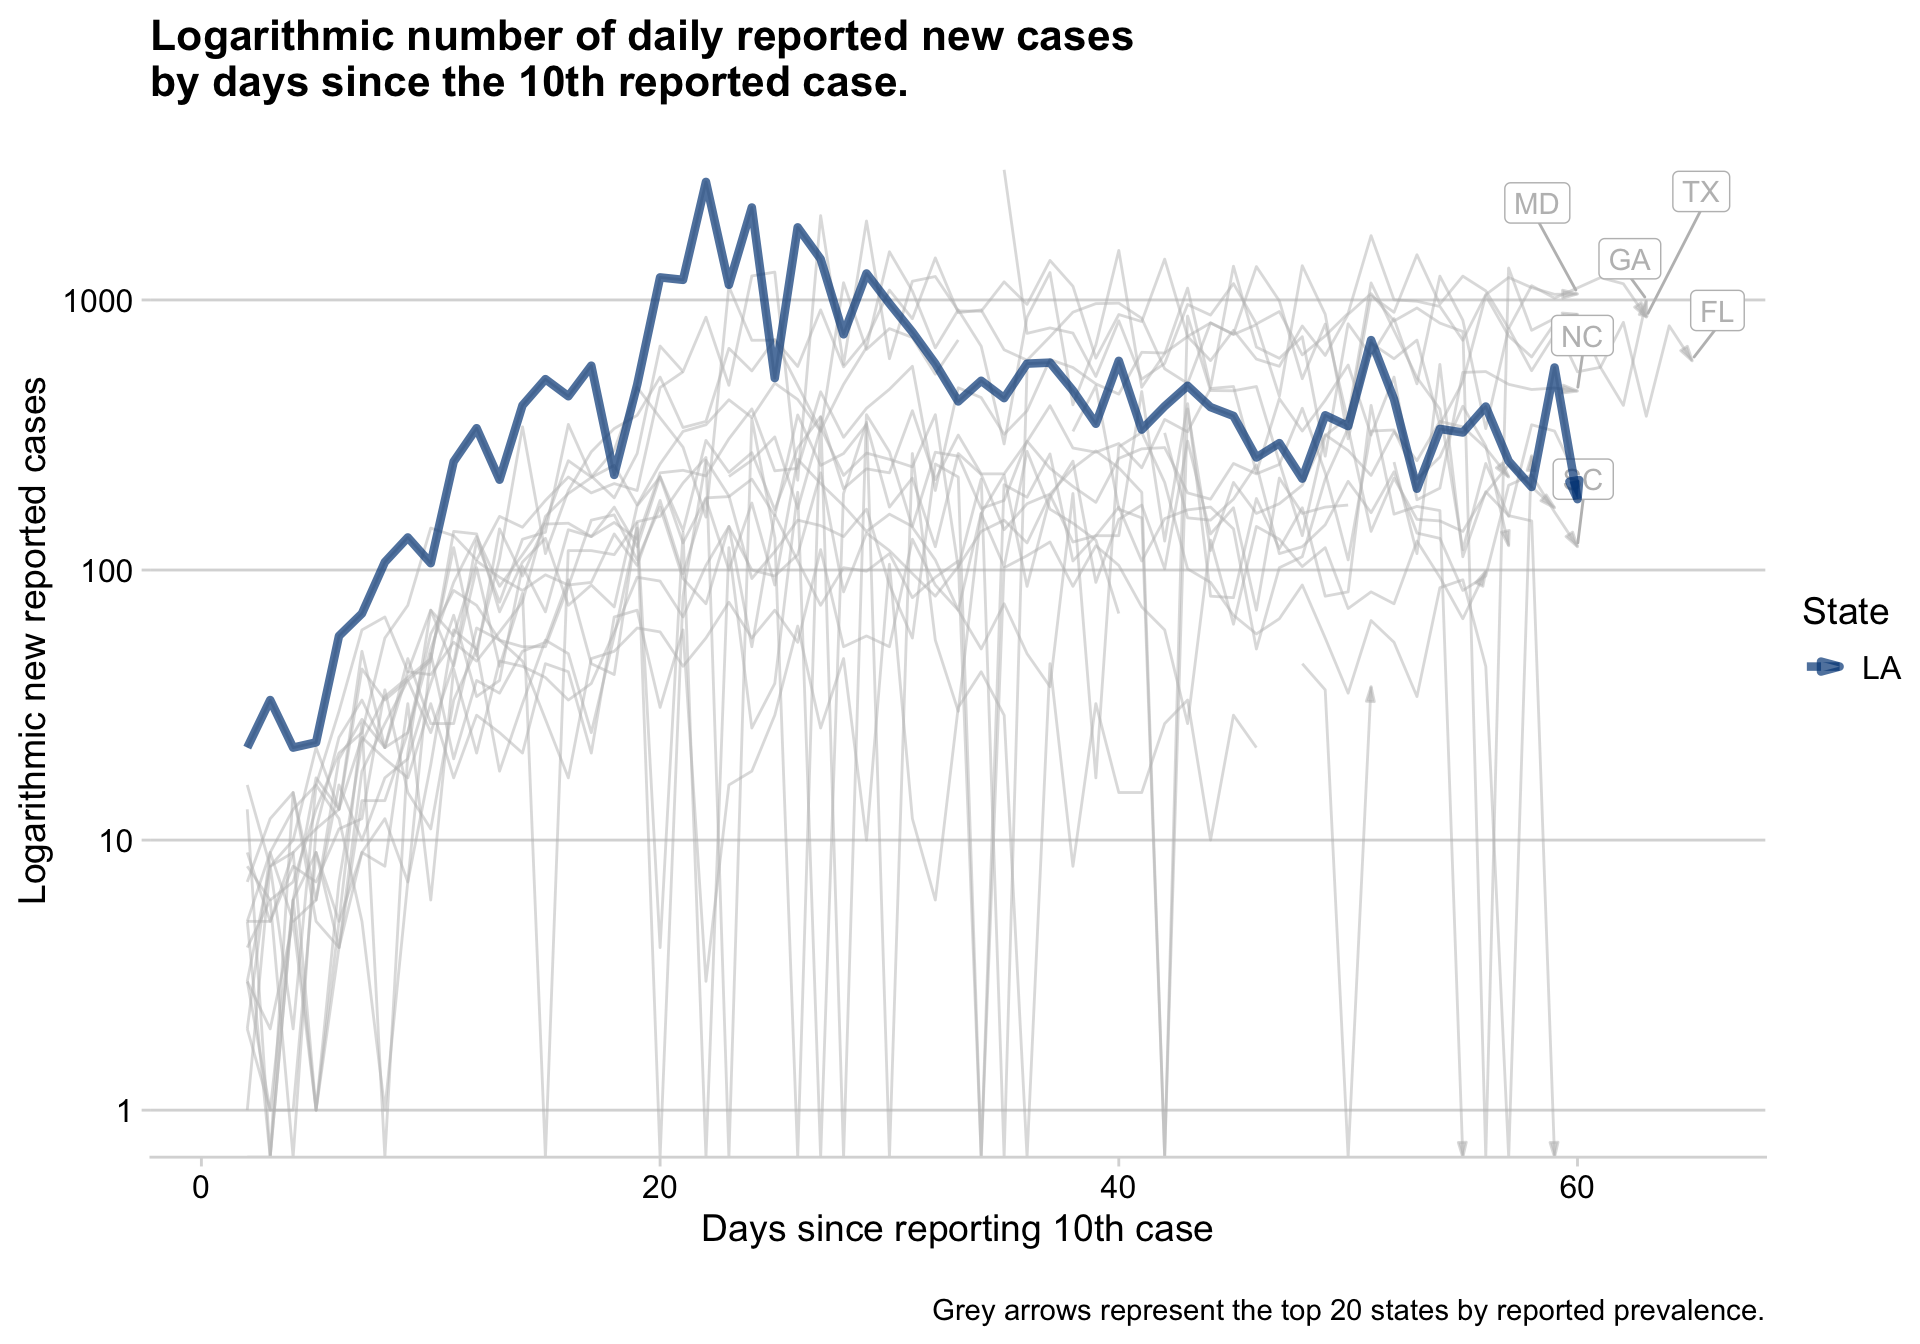 Logarithmic number of daily reported new cases
by days since the 10th reported case.
MD
TX
GA
FL
NC
1000
100
10
1
Logarithmic new reported cases
State
LA
0
20
40
60
Days since reporting 10th case
Grey arrows represent the top 20 states by reported prevalence.